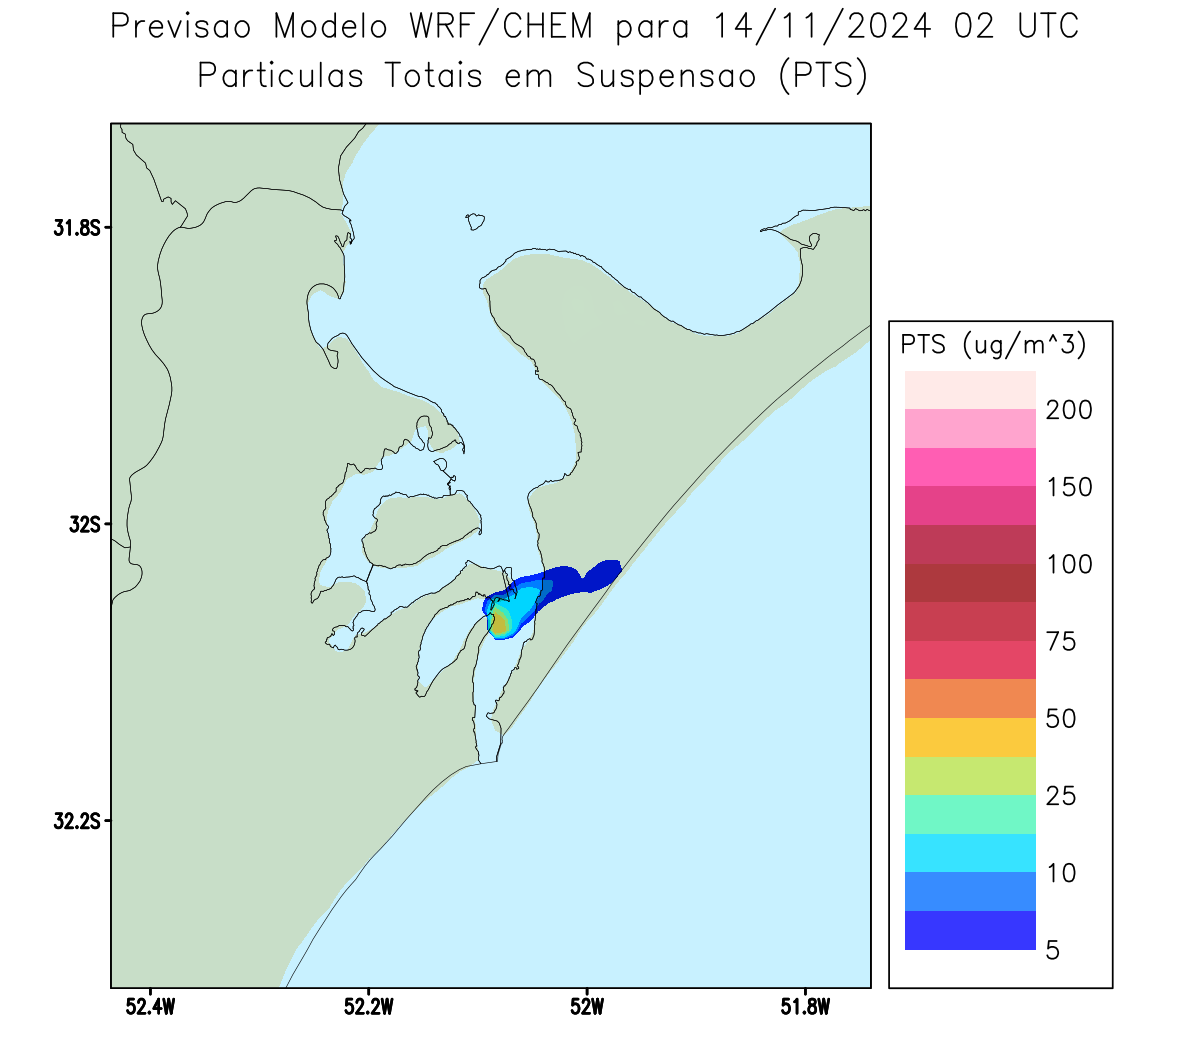 Previsao Modelo WRF/CHEM para 14/11/2024 02 UTC
Particulas Totais em Suspensao (PTS)
31.8S
32S
32.2S
52.4W
52.2W
52W
51.8W
PTS (ug/m^3)
200
150
100
75
50
25
10
5